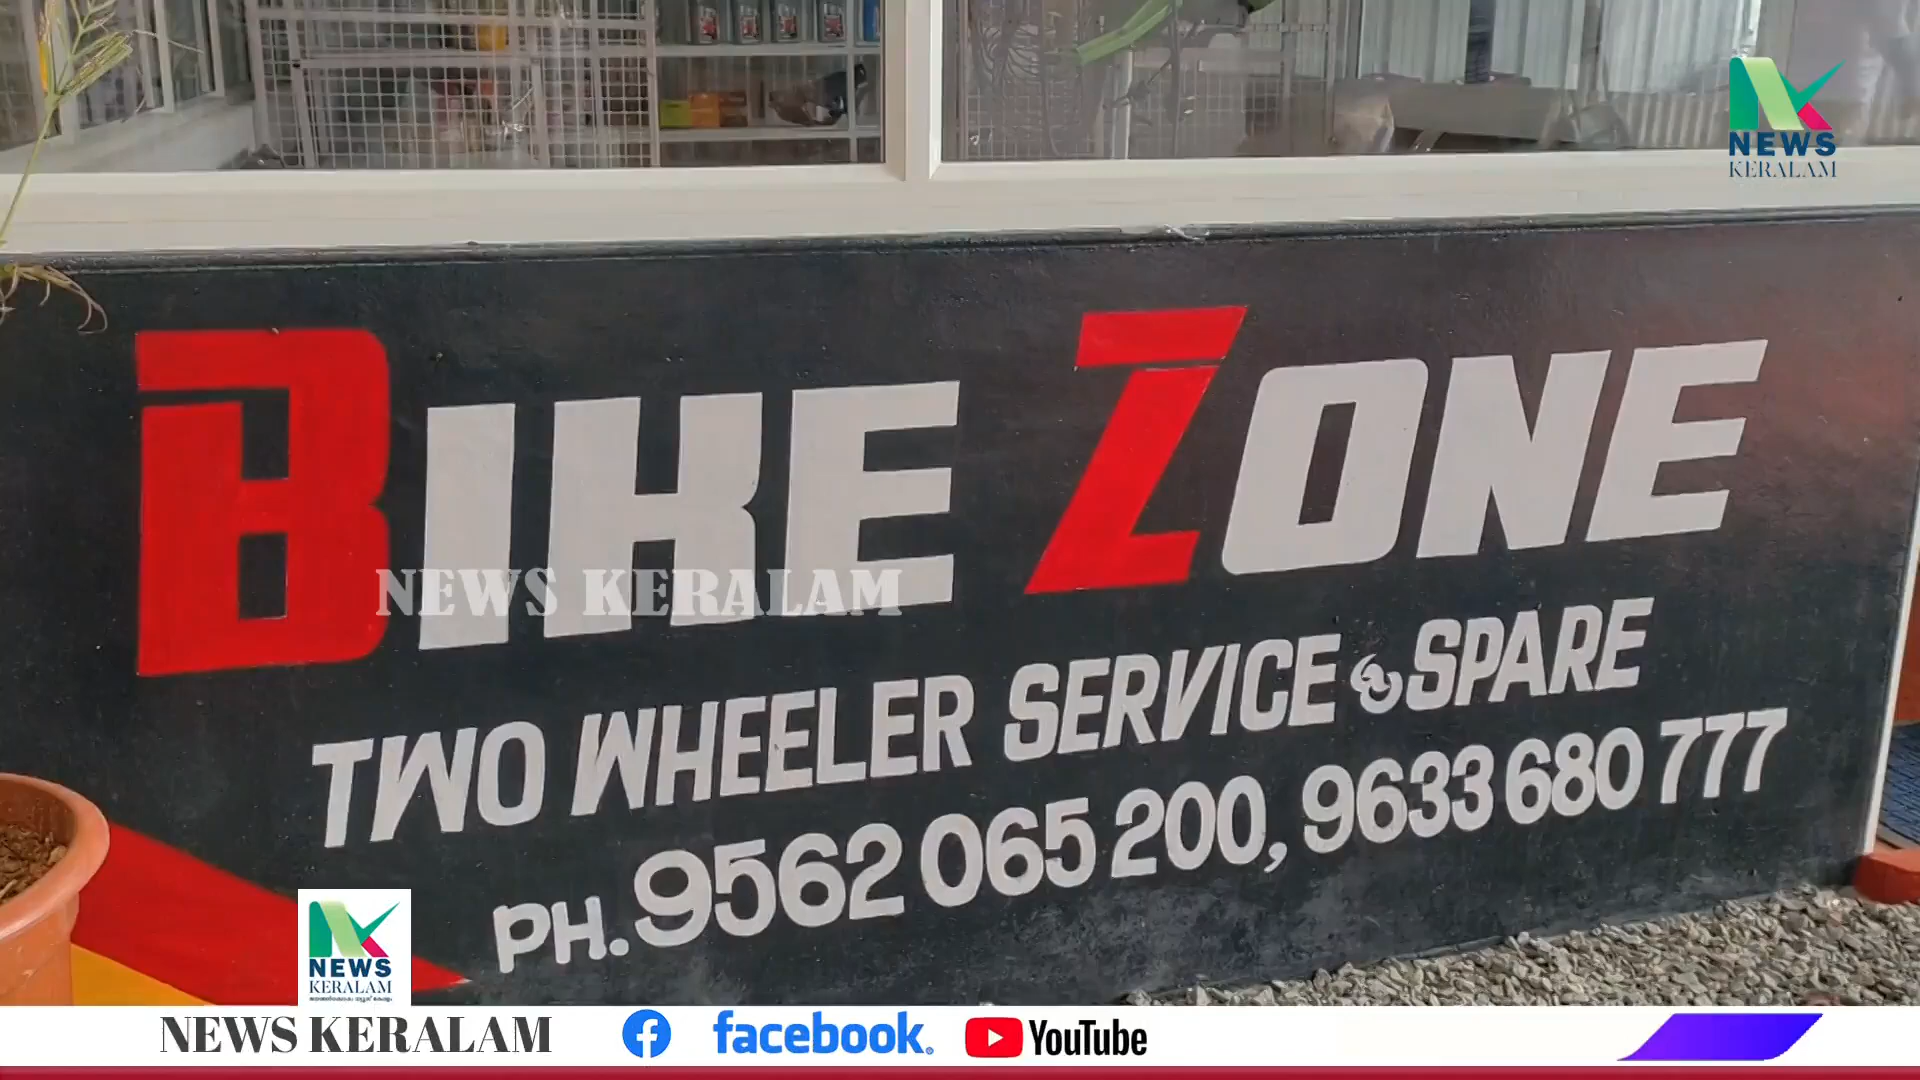 NEWS
KERALAM
BIKE ZONE
NEWS KERALAM
TWO WHEELER SERVICE & SPARE
PH. 9562 065 200, 9633 680 777
NEWS
KERALAM
NEWS KERALAM
facebook.
YouTube